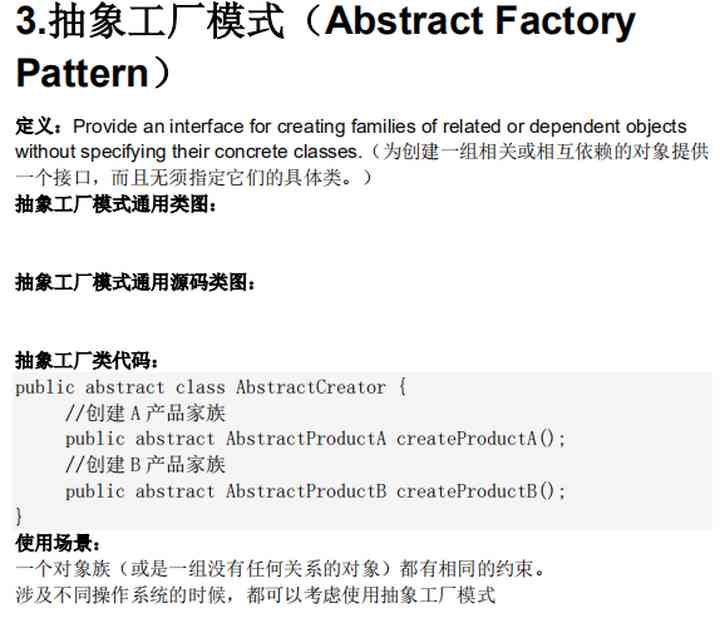 3.抽象工厂模式（Abstract Factory
Pattern）
定义：Provide an interface for creating families of related or dependent objects
without specifying their concrete classes.（为创建一组相关或相互依赖的对象提供
一个接口，而且无须指定它们的具体类。）
抽象工厂模式通用类图：
抽象工厂模式通用源码类图：
抽象工厂类代码：
public abstract class AbstractCreator {
//创建 A 产品家族
public abstract AbstractProductA createProductA();
//创建 B 产品家族
public abstract AbstractProductB createProductB();
}
使用场景：
一个对象族（或是一组没有任何关系的对象）都有相同的约束。
涉及不同操作系统的时候，都可以考虑使用抽象工厂模式